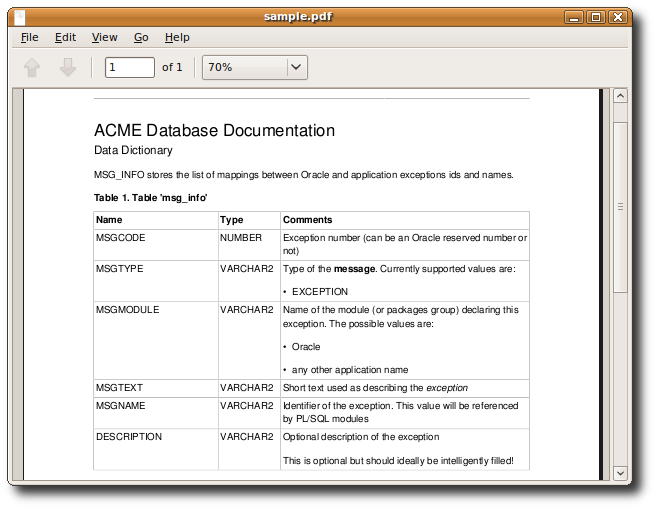 sample.pdf
File Edit View Go Help
1 of 1 70%
ACME Database Documentation
Data Dictionary
MSG_INFO stores the list of mappings between Oracle and application exceptions ids and names.
Table 1. Table 'msg_info'
Name Type Comments
MSGCODE NUMBER Exception number (can be an Oracle reserved number or
not)
MSGTYPE VARCHAR2 Type of the message. Currently supported values are:
• EXCEPTION
MSGMODULE VARCHAR2 Name of the module (or packages group) declaring this
exception. The possible values are:
• Oracle
• any other application name
MSGTEXT VARCHAR2 Short text used as describing the exception
MSGNAME VARCHAR2 Identifier of the exception. This value will be referenced
by PL/SQL modules
DESCRIPTION VARCHAR2 Optional description of the exception
This is optional but should ideally be intelligently filled!